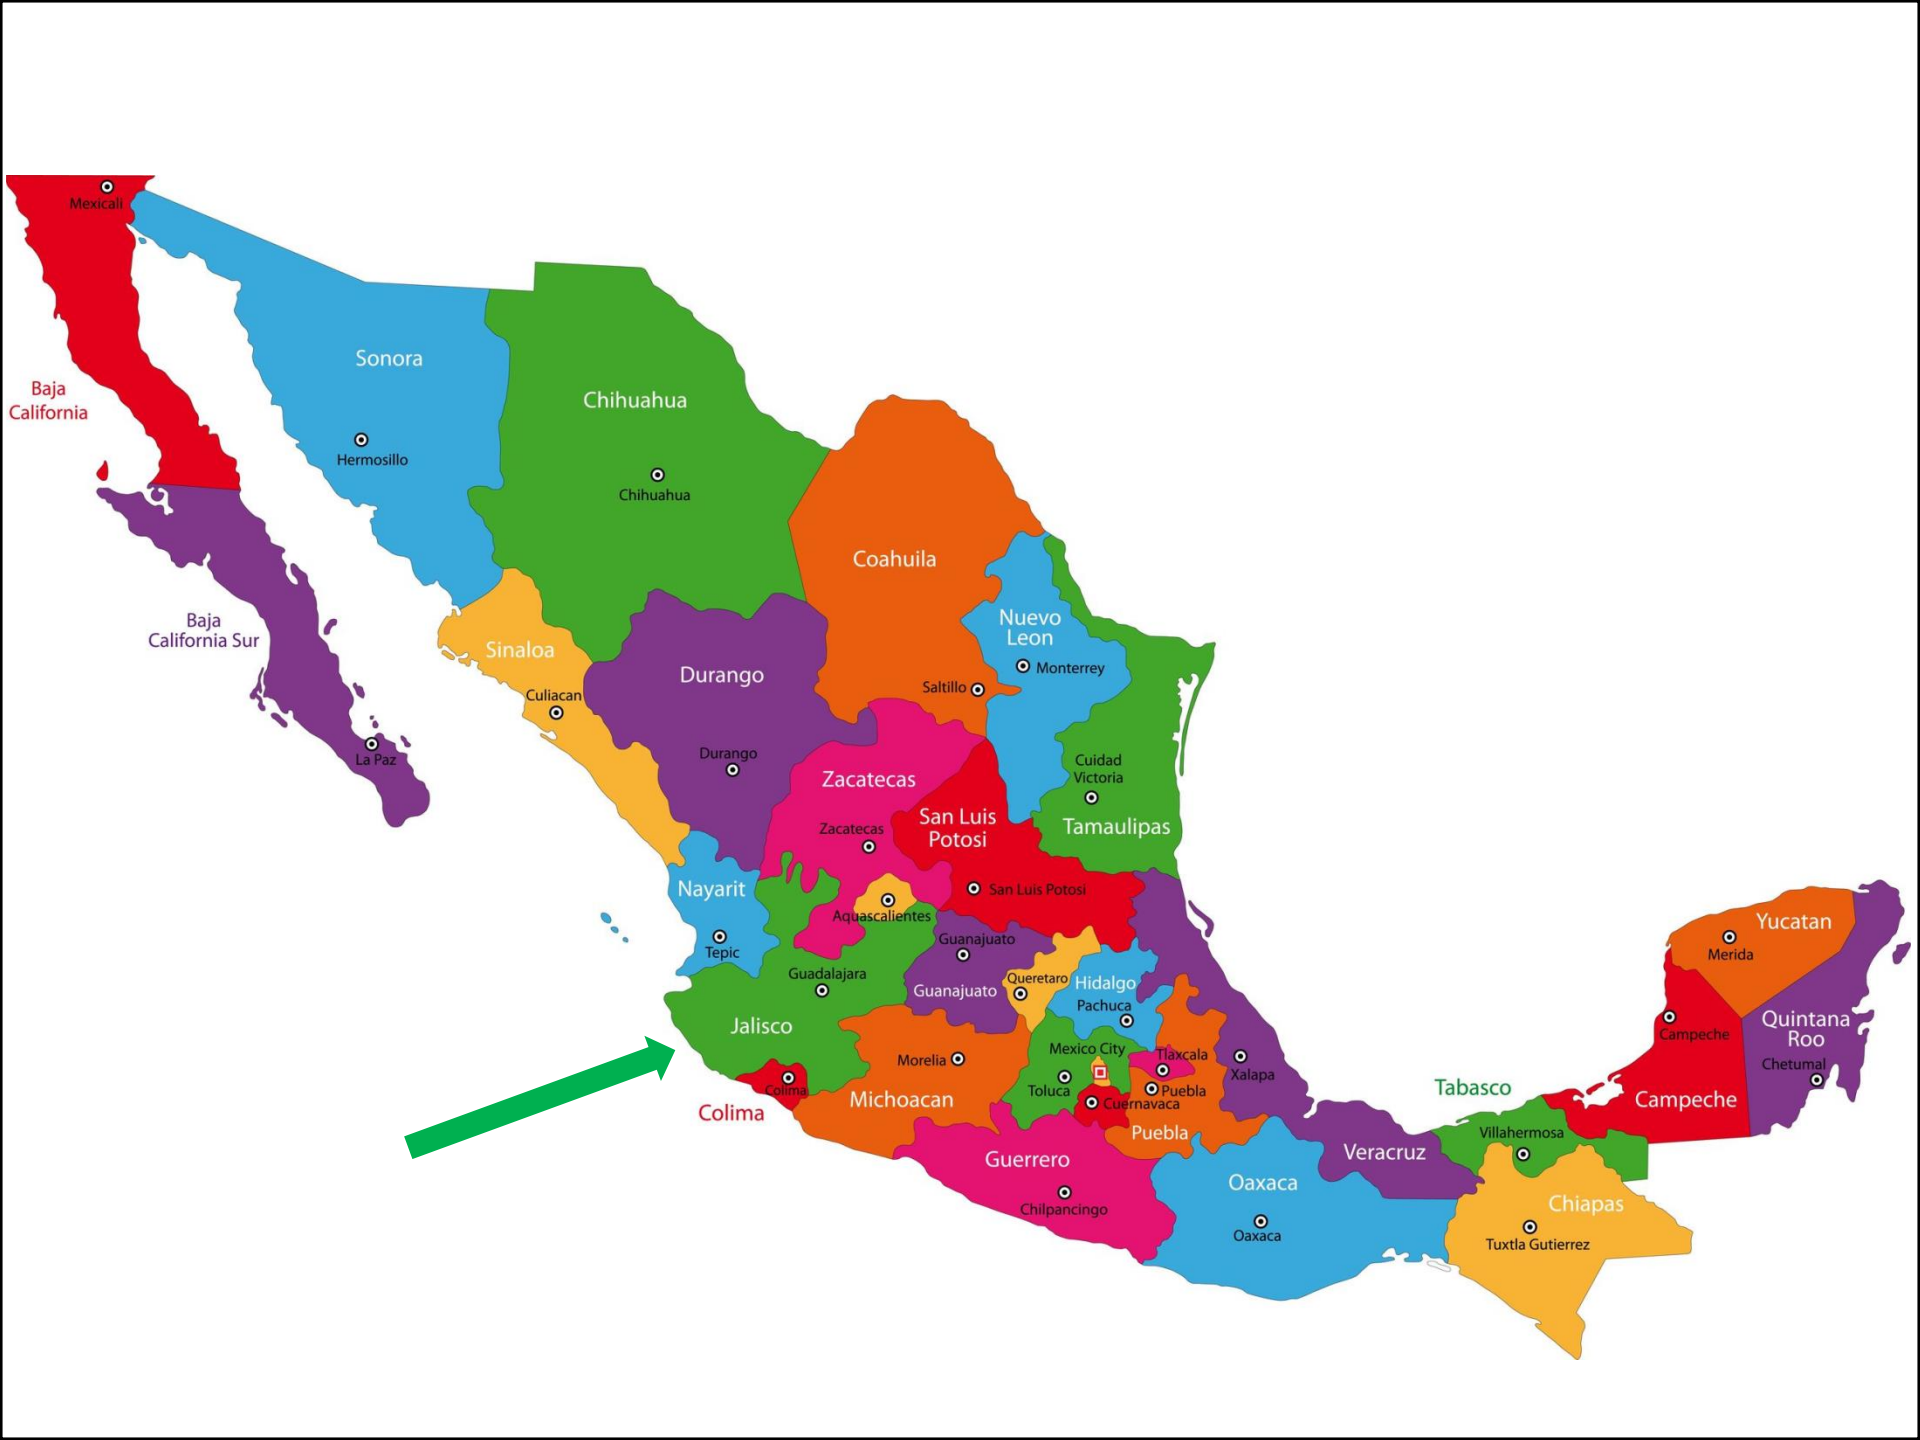 Mexicali
Baja
California
Sonora
Hermosillo
Chihuahua
Chihuahua
Coahuila
Saltillo
Nuevo
Leon
Monterrey
Baja
California Sur
La Paz
Sinaloa
Culiacan
Durango
Durango
Zacatecas
Zacatecas
San Luis
Potosi
San Luis Potosi
Cuidad
Victoria
Tamaulipas
Nayarit
Tepic
Aquascalientes
Guadalajara
Jalisco
Guanajuato
Guanajuato
Queretaro
Hidalgo
Pachuca
Colima
Colima
Morelia
Michoacan
Mexico City
Toluca
Tlaxcala
Puebla
Cuernavaca
Puebla
Xalapa
Guerrero
Chilpancingo
Oaxaca
Oaxaca
Veracruz
Tabasco
Villahermosa
Chiapas
Tuxtla Gutierrez
Yucatan
Merida
Campeche
Campeche
Quintana
Roo
Chetumal